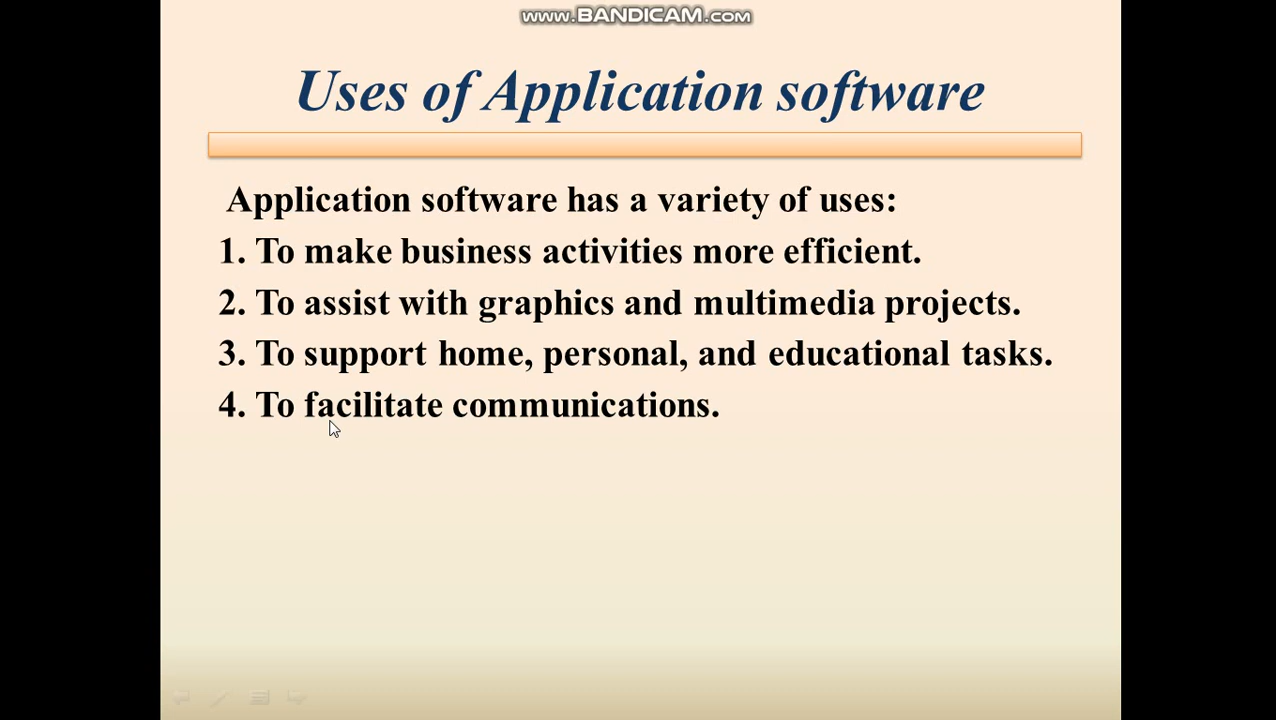 www.BANDICAM.com
Uses of Application software
Application software has a variety of uses:
1. To make business activities more efficient.
2. To assist with graphics and multimedia projects.
3. To support home, personal, and educational tasks.
4. To facilitate communications.